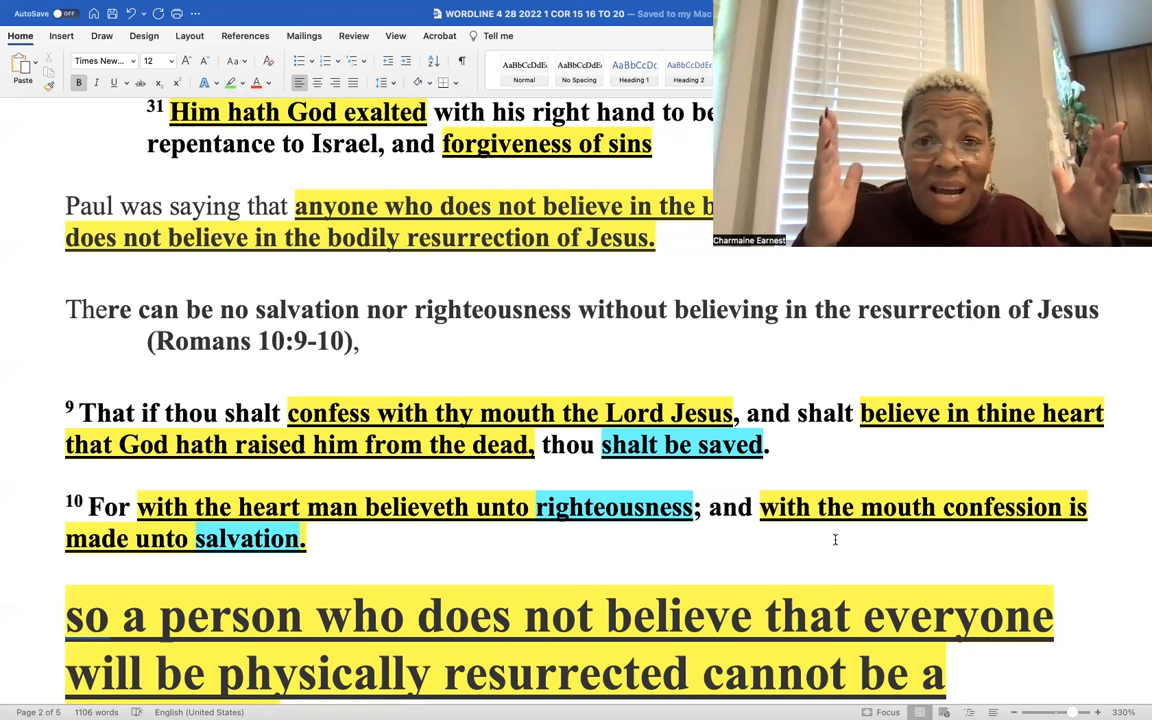 AutoSave OFF
WORDLINE 4 28 2022 1 COR 15 16 TO 20 — Saved to my Mac
Home Insert Draw Design Layout References Mailings Review View Acrobat Tell me
Paste
Times New... 12
AaBbCcDdE Normal
AaBbCcDdE No Spacing
AaBbCcDc Heading 1
AaBbCcDdE Heading 2
Charmaine Earnest
31 Him hath God exalted with his right hand to be
repentance to Israel, and forgiveness of sins
Paul was saying that anyone who does not believe in the b
does not believe in the bodily resurrection of Jesus.
There can be no salvation nor righteousness without believing in the resurrection of Jesus
(Romans 10:9-10),
9 That if thou shalt confess with thy mouth the Lord Jesus, and shalt believe in thine heart
that God hath raised him from the dead, thou shalt be saved.
10 For with the heart man believeth unto righteousness; and with the mouth confession is
made unto salvation.
so a person who does not believe that everyone
will be physically resurrected cannot be a
Page 2 of 5 1106 words English (United States) Focus 330%